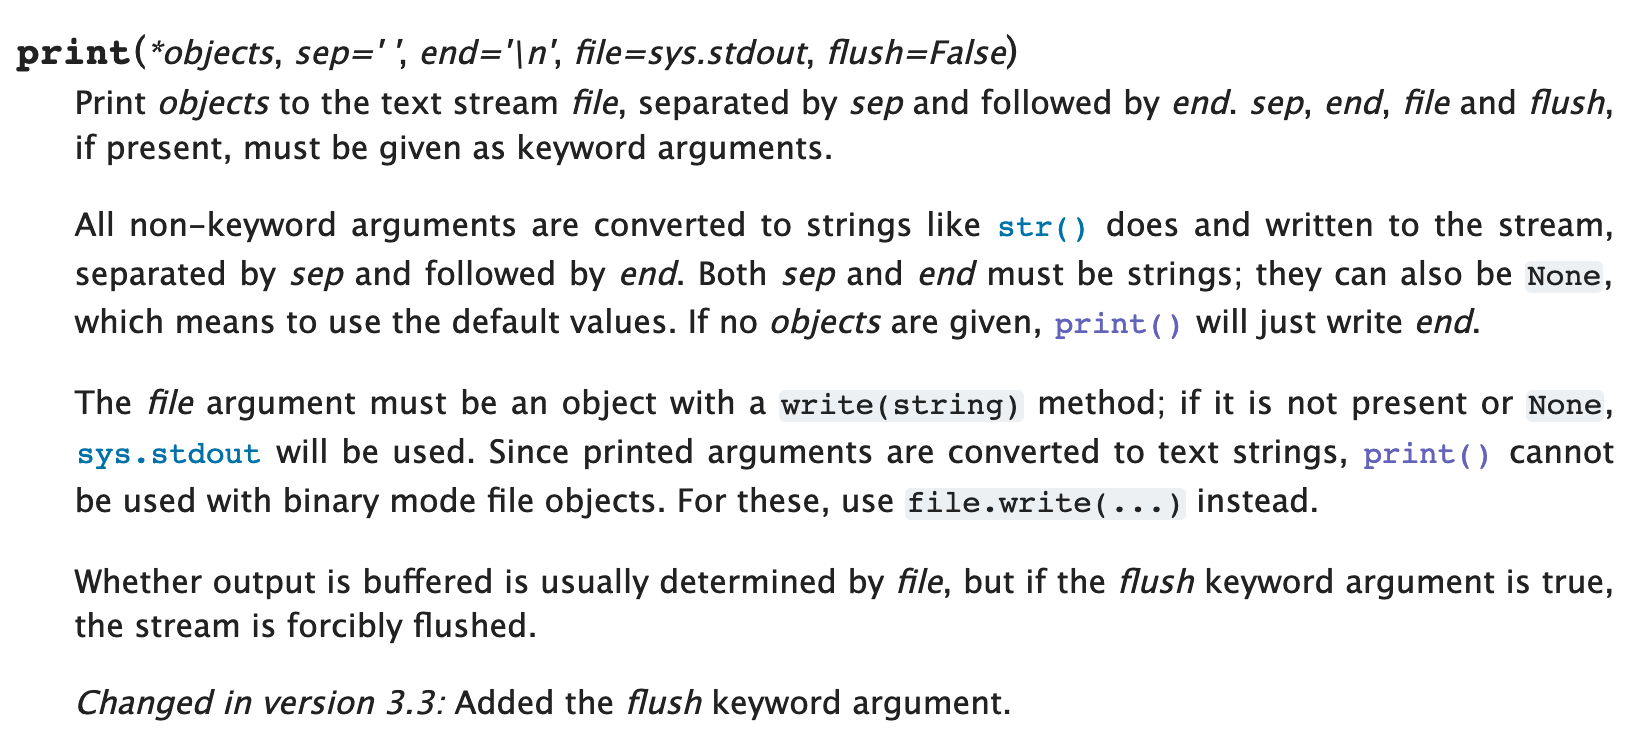 print(*objects, sep=' ', end='\n', file=sys.stdout, flush=False)
Print objects to the text stream file, separated by sep and followed by end. sep, end, file and flush,
if present, must be given as keyword arguments.
All non-keyword arguments are converted to strings like str() does and written to the stream,
separated by sep and followed by end. Both sep and end must be strings; they can also be None,
which means to use the default values. If no objects are given, print() will just write end.
The file argument must be an object with a write(string) method; if it is not present or None,
sys.stdout will be used. Since printed arguments are converted to text strings, print() cannot
be used with binary mode file objects. For these, use file.write(...) instead.
Whether output is buffered is usually determined by file, but if the flush keyword argument is true,
the stream is forcibly flushed.
Changed in version 3.3: Added the flush keyword argument.